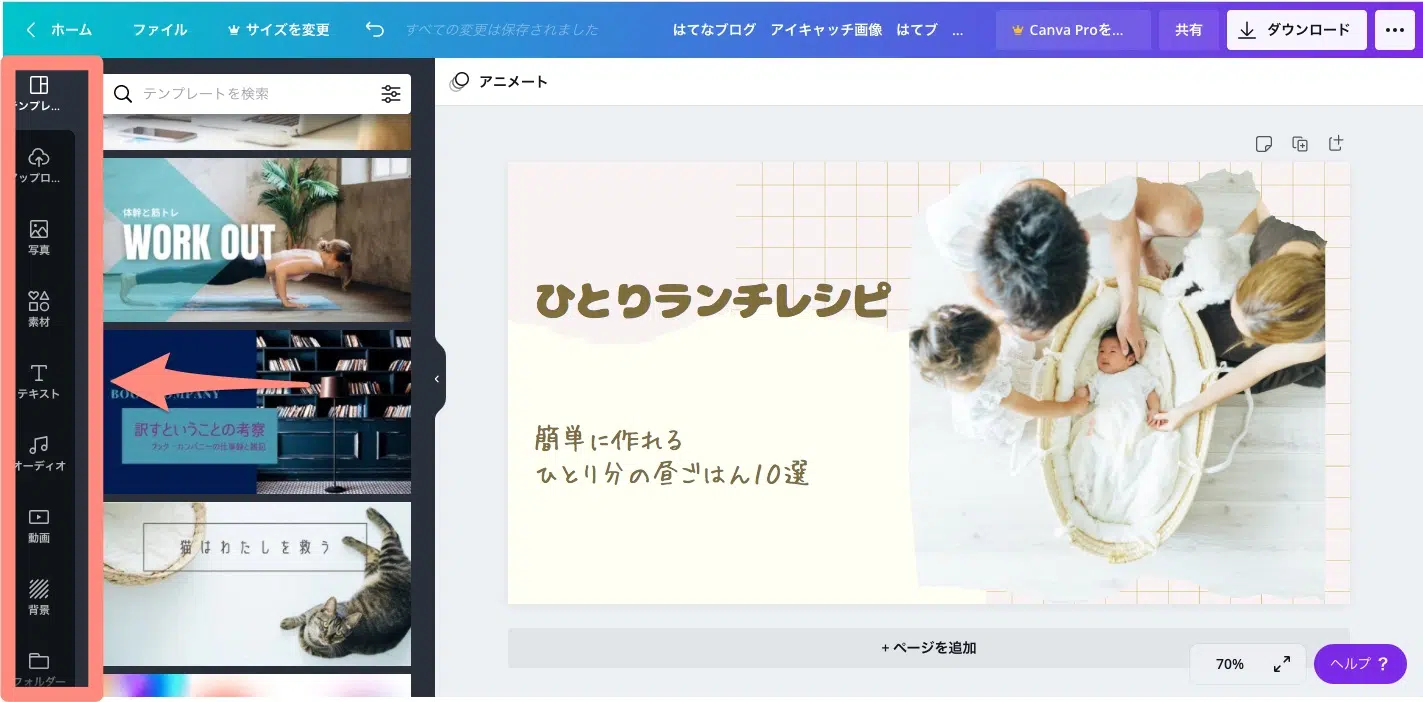 ホーム ファイル サイズを変更 すべての変更は保存されました はてなブログ アイキャッチ画像 はてブ ... Canva Proを... 共有 ダウンロード
ンプレ...
ップロ...
写真
素材
テキスト
オーディオ
動画
背景
フォルダー
テンプレートを検索
体幹と筋トレ
WORK OUT
訳すということの考察
ブック・カンパニーの仕事録と雑記
猫はわたしを救う
アニメート
ひとりランチレシピ
簡単に作れる
ひとり分の昼ごはん10選
+ ページを追加
70%
ヘルプ ?